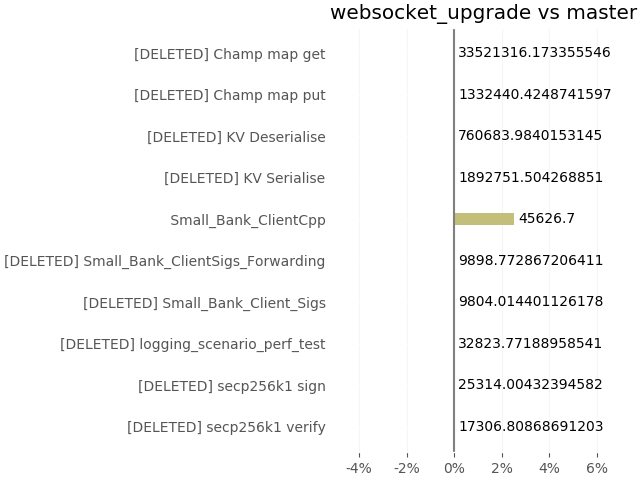 websocket_upgrade vs master
[DELETED] Champ map get 33521316.173355546
[DELETED] Champ map put 1332440.4248741597
[DELETED] KV Deserialise 760683.9840153145
[DELETED] KV Serialise 1892751.504268851
Small_Bank_ClientCpp 45626.7
[DELETED] Small_Bank_ClientSigs_Forwarding 9898.772867206411
[DELETED] Small_Bank_Client_Sigs 9804.014401126178
[DELETED] logging_scenario_perf_test 32823.77188958541
[DELETED] secp256k1 sign 25314.00432394582
[DELETED] secp256k1 verify 17306.80868691203
-4% -2% 0% 2% 4% 6%